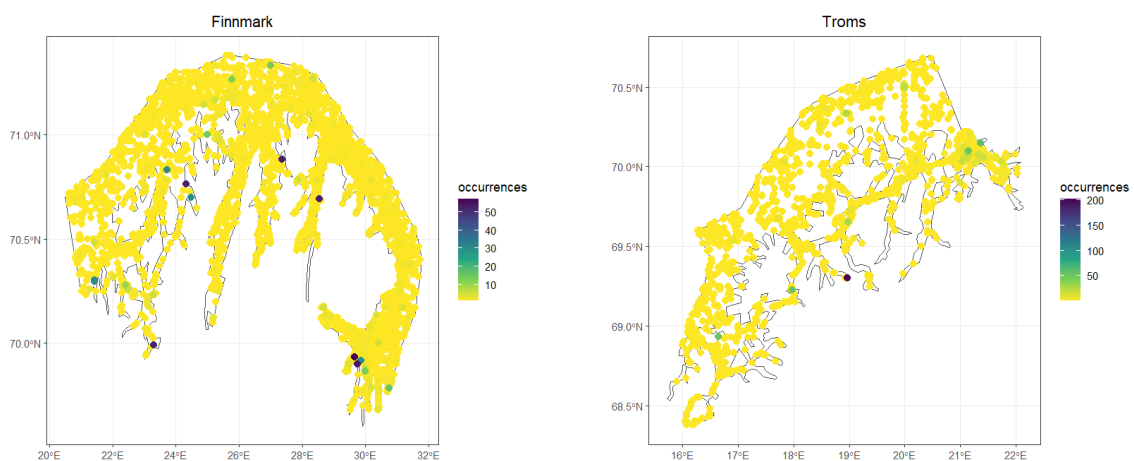 Finnmark
71.0°N
70.5°N
70.0°N
20°E 22°E 24°E 26°E 28°E 30°E 32°E
occurrences
50
40
30
20
10
Troms
70.5°N
70.0°N
69.5°N
69.0°N
68.5°N
16°E 17°E 18°E 19°E 20°E 21°E 22°E
occurrences
200
150
100
50